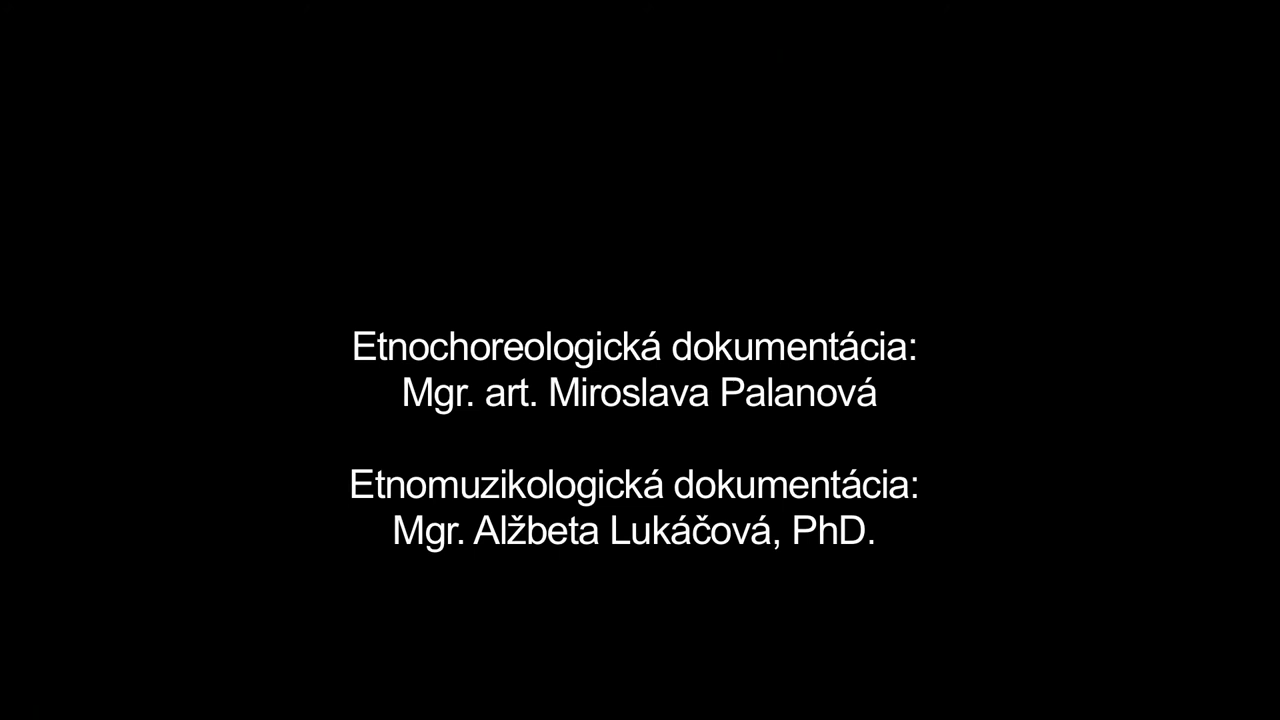 Etnochoreologická dokumentácia:
Mgr. art. Miroslava Palanová
Etnomuzikologická dokumentácia:
Mgr. Alžbeta Lukáčová, PhD.